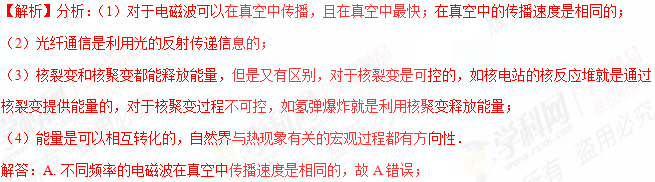 【解析】分析：（1）对于电磁波可以在真空中传播，且在真空中最快；在真空中的传播速度是相同的；
（2）光纤通信是利用光的反射传递信息的；
（3）核裂变和核聚变都能释放能量，但是又有区别，对于核裂变是可控的，如核电站的核反应堆就是通过
核裂变提供能量的，对于核聚变过程不可控，如氢弹爆炸就是利用核聚变释放能量；
（4）能量是可以相互转化的，自然界与热现象有关的宏观过程都有方向性．
解答：A. 不同频率的电磁波在真空中传播速度是相同的，故 A 错误；